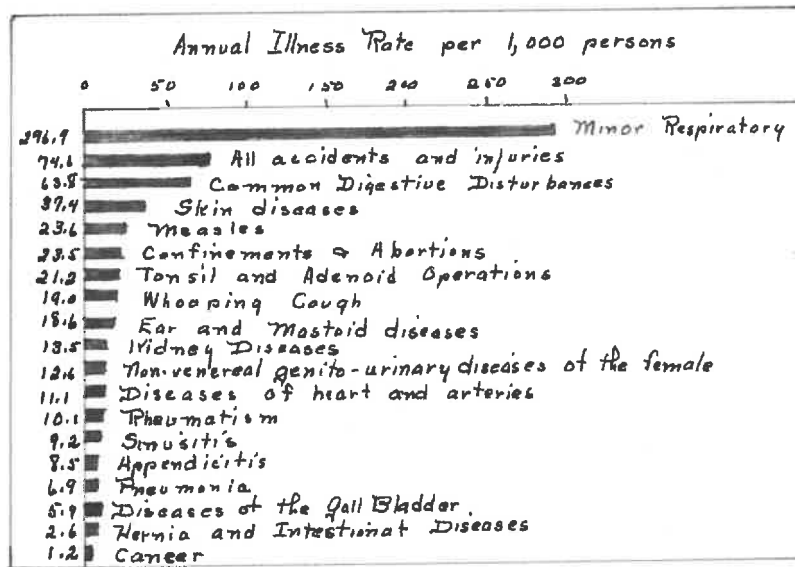 Annual Illness Rate per 1,000 persons
0 50 100 150 200 250 300
296.9 Minor Respiratory
74.6 All accidents and injuries
63.8 Common Digestive Disturbances
37.4 Skin diseases
23.6 Measles
23.5 Confinements & Abortions
21.2 Tonsil and Adenoid Operations
19.0 Whooping Cough
18.6 Ear and Mastoid diseases
13.5 Kidney Diseases
12.6 Non-venereal genito-urinary diseases of the female
11.1 Diseases of heart and arteries
10.1 Rheumatism
9.2 Sinusitis
8.5 Appendicitis
6.9 Pneumonia
5.9 Diseases of the Gall Bladder.
2.6 Hernia and Intestional Diseases
1.2 Cancer